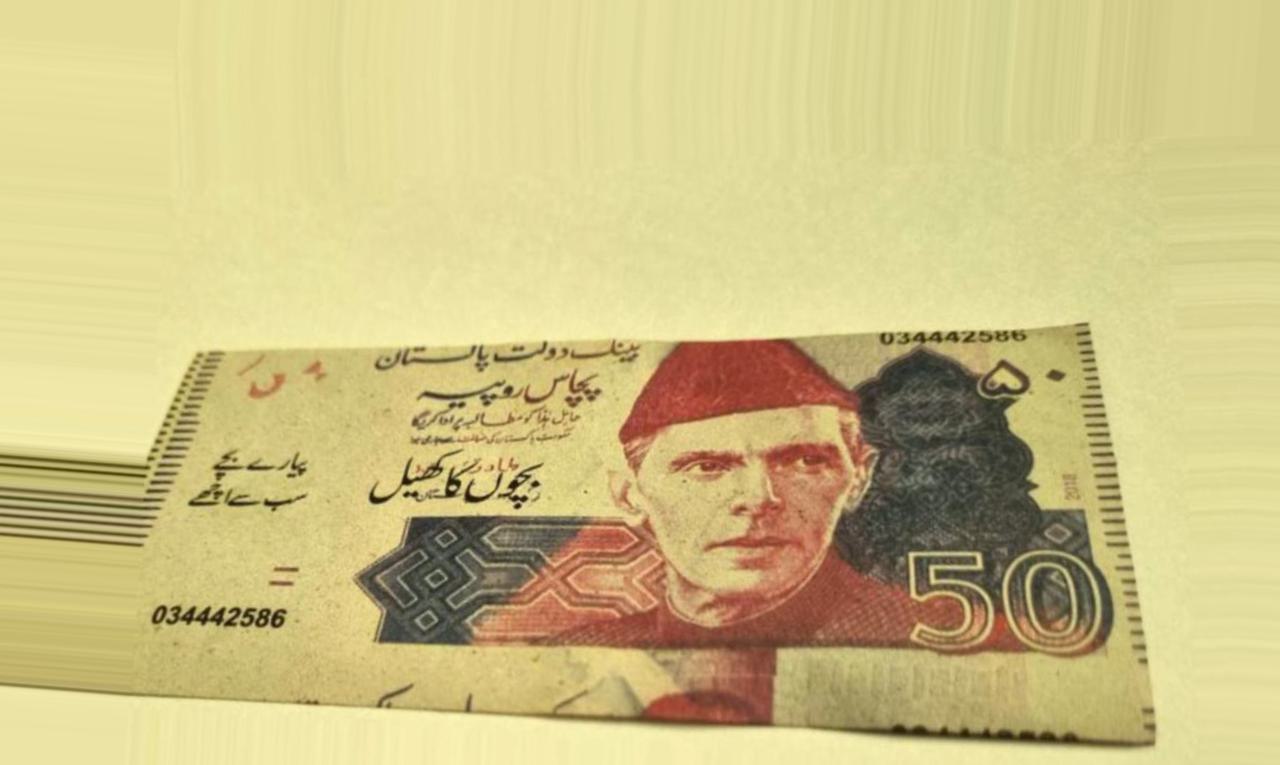 034442586
بینک دولت پاکستان
پچاس روپیہ
۵۰
حامل ہٰذا کو مطالبہ پر ادا کریگا
پیارے بچے
سب سے اچھے
بچوں کا کھیل
2018
50
=
034442586